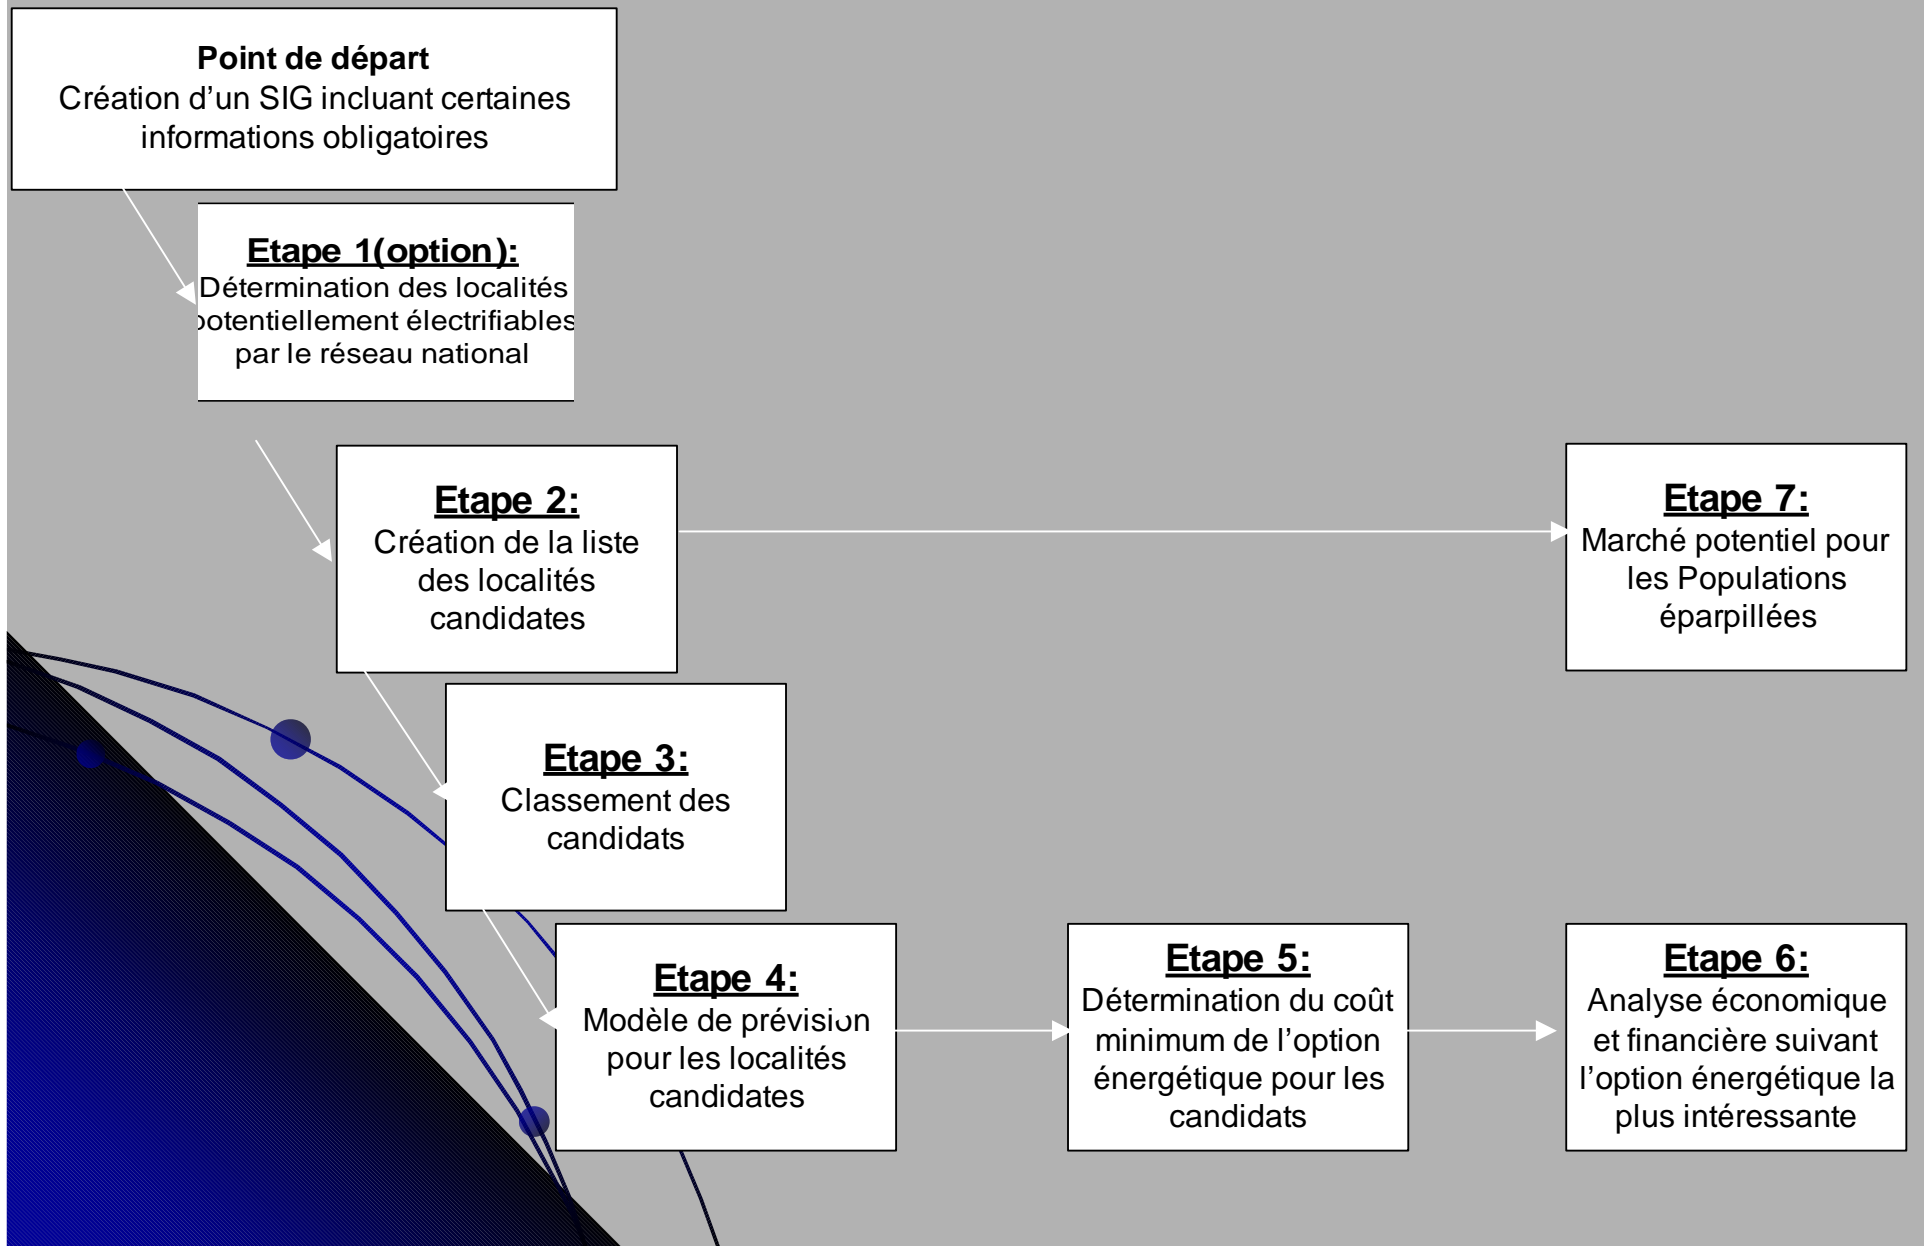 Point de départ
Création d’un SIG incluant certaines
informations obligatoires
Etape 1(option):
Détermination des localités
potentiellement électrifiables
par le réseau national
Etape 2:
Création de la liste
des localités
candidates
Etape 7:
Marché potentiel pour
les Populations
éparpillées
Etape 3:
Classement des
candidats
Etape 4:
Modèle de prévision
pour les localités
candidates
Etape 5:
Détermination du coût
minimum de l’option
énergétique pour les
candidats
Etape 6:
Analyse économique
et financière suivant
l’option énergétique la
plus intéressante